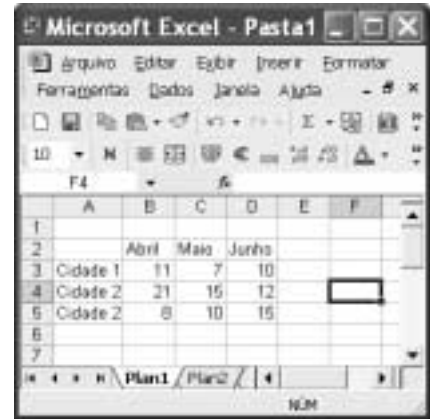 Microsoft Excel - Pasta1
Arquivo Editar Exibir Inserir Formatar
Ferramentas Dados Janela Ajuda
10 N
F4 fx
A B C D E F
1
2 Abril Maio Junho
3 Cidade 1 11 7 10
4 Cidade 2 21 15 12
5 Cidade 2 8 10 15
6
7
Plan1 Plan2
NÚM